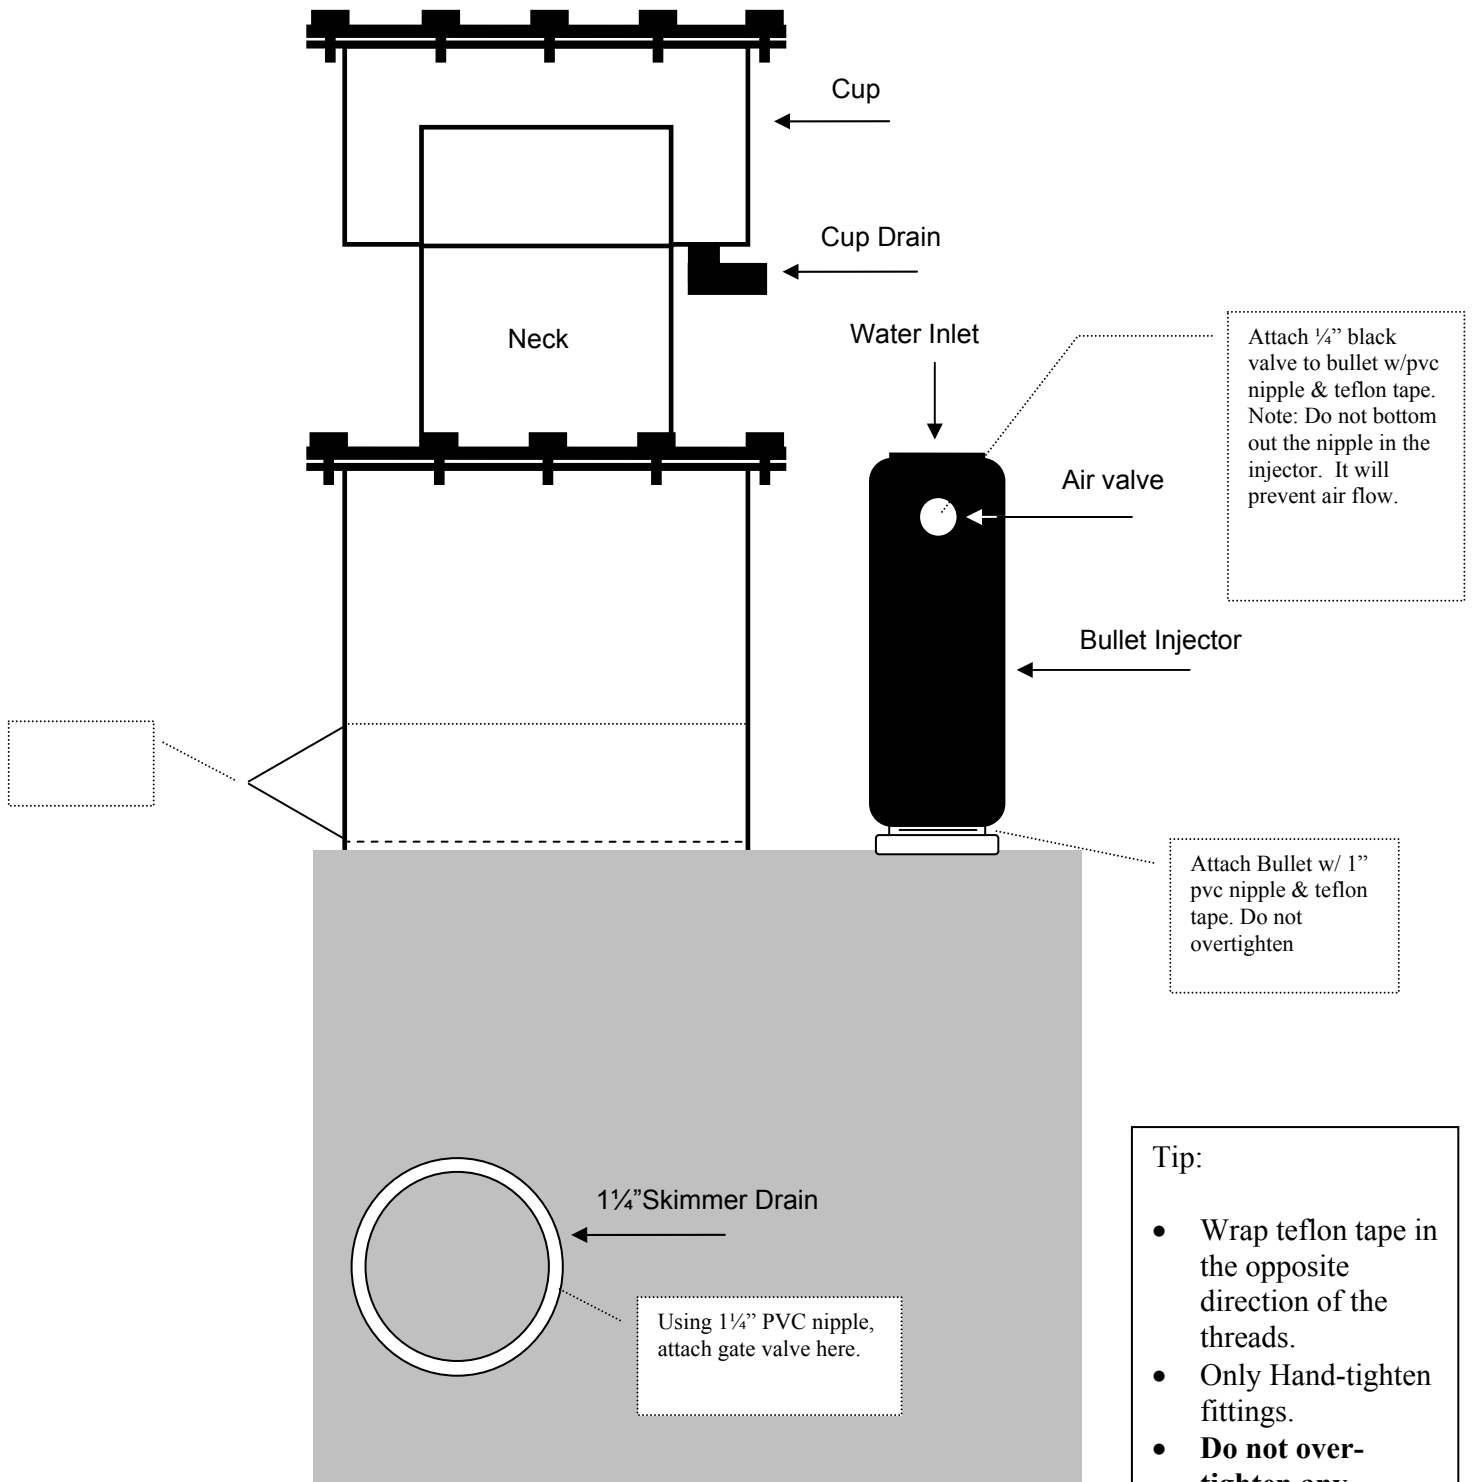 Cup
Cup Drain
Neck
Water Inlet
Attach ¼” black
valve to bullet w/pvc
nipple & teflon tape.
Note: Do not bottom
out the nipple in the
injector. It will
prevent air flow.
Air valve
Bullet Injector
Attach Bullet w/ 1”
pvc nipple & teflon
tape. Do not
overtighten
1¼”Skimmer Drain
Using 1¼” PVC nipple,
attach gate valve here.
Tip:
• Wrap teflon tape in
the opposite
direction of the
threads.
• Only Hand-tighten
fittings.
• Do not over-
tighten any